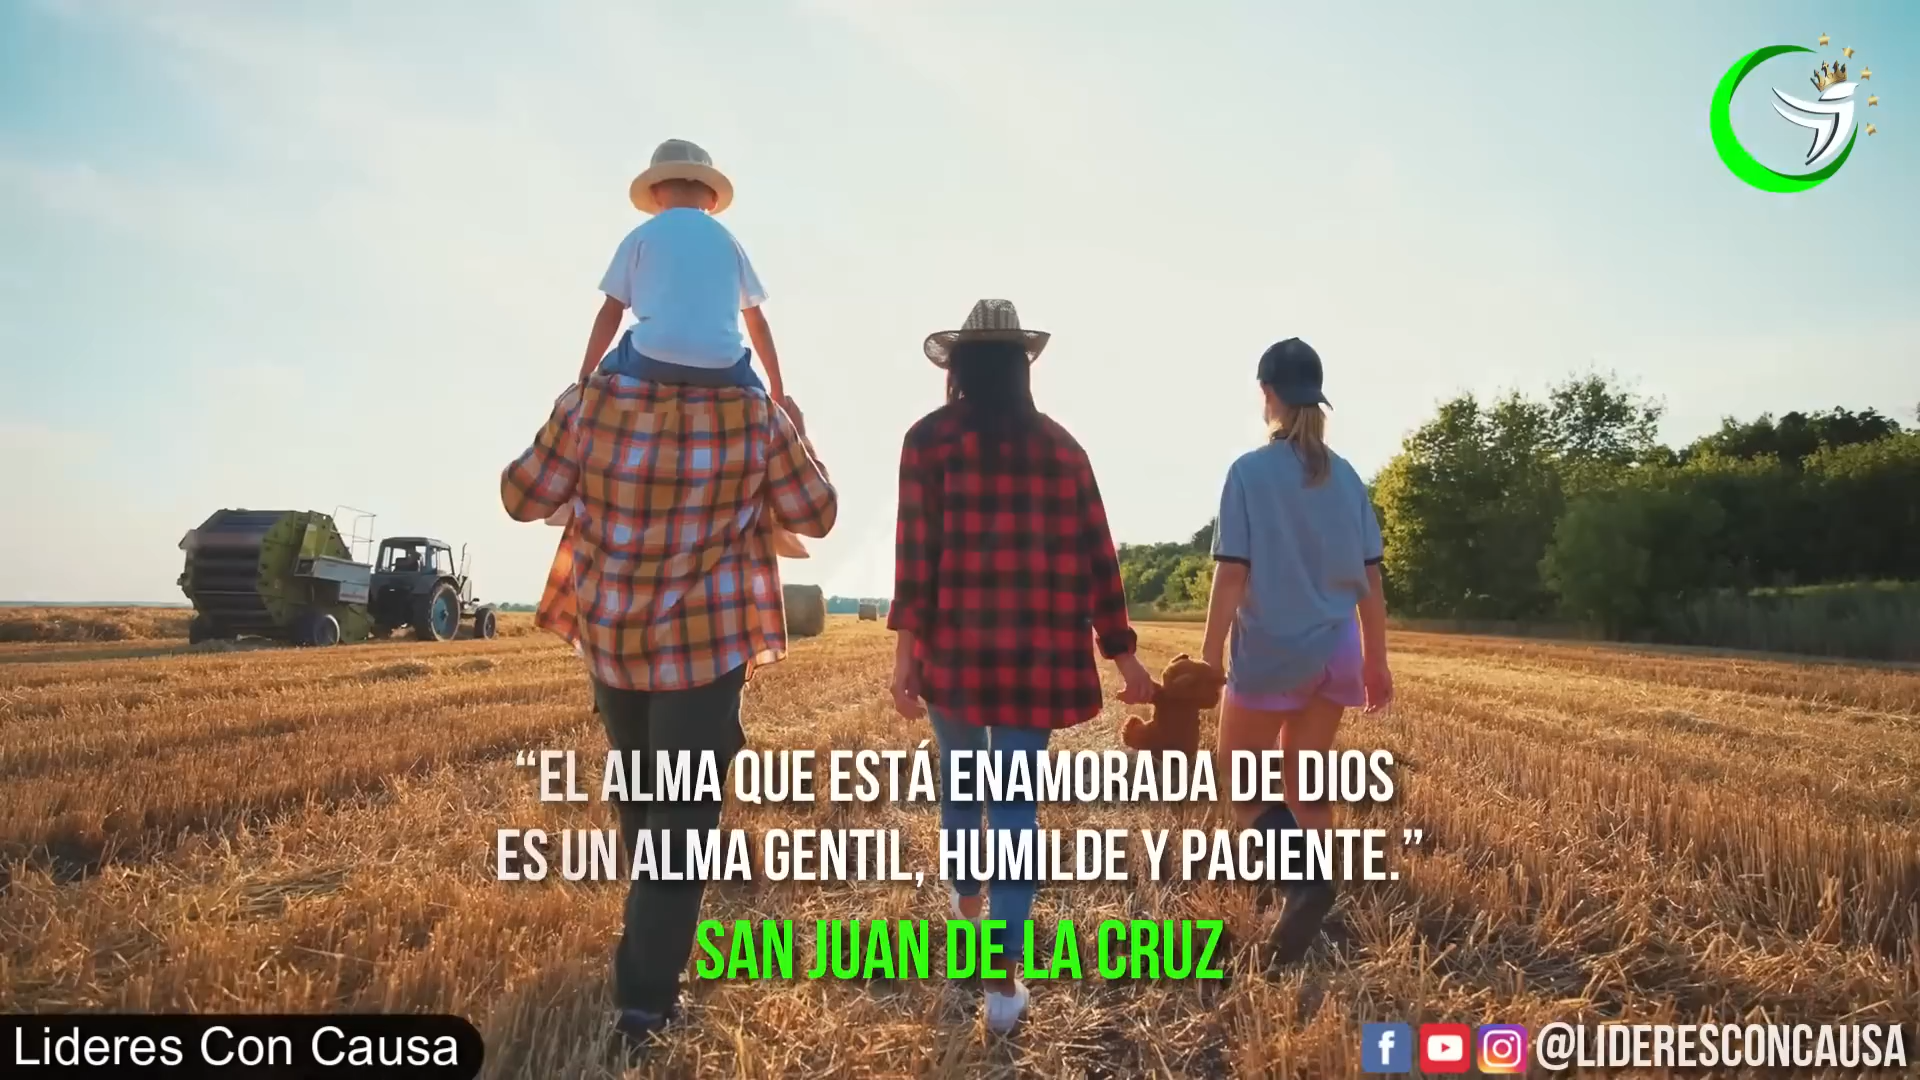 “EL ALMA QUE ESTÁ ENAMORADA DE DIOS
ES UN ALMA GENTIL, HUMILDE Y PACIENTE.”
SAN JUAN DE LA CRUZ
Lideres Con Causa
@LIDERESCONCAUSA